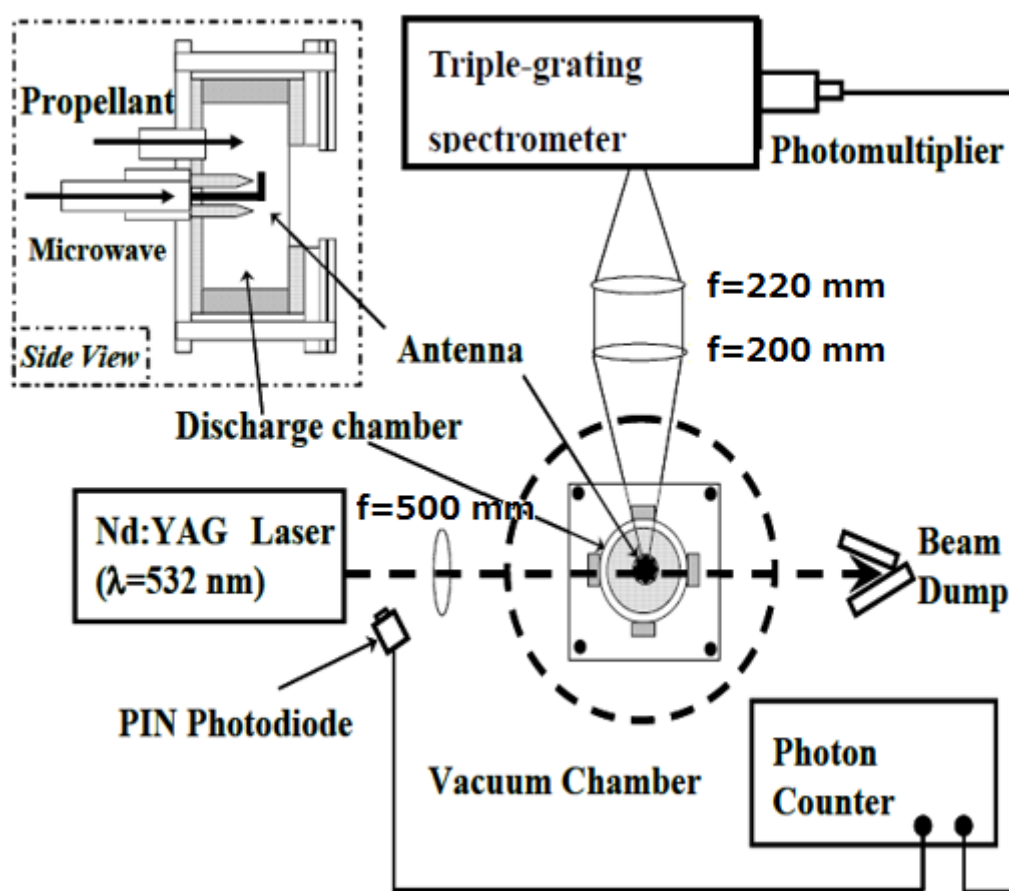 Propellant
Microwave
Side View
Triple-grating
spectrometer
Photomultiplier
f=220 mm
f=200 mm
Antenna
Discharge chamber
f=500 mm
Nd:YAG Laser
(λ=532 nm)
Beam
Dump
PIN Photodiode
Vacuum Chamber
Photon
Counter